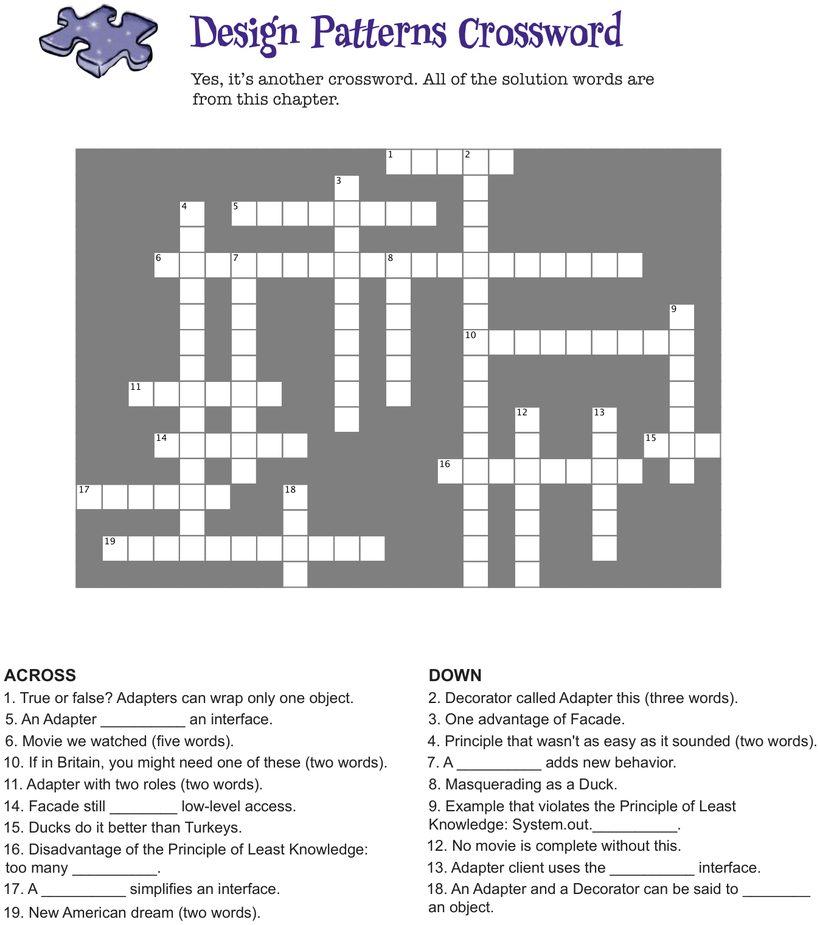 Design Patterns Crossword
Yes, it's another crossword. All of the solution words are
from this chapter.
1
2
3
4
5
6
7
8
9
10
11
12
13
14
15
16
17
18
19
ACROSS
1. True or false? Adapters can wrap only one object.
5. An Adapter __________ an interface.
6. Movie we watched (five words).
10. If in Britain, you might need one of these (two words).
11. Adapter with two roles (two words).
14. Facade still ________ low-level access.
15. Ducks do it better than Turkeys.
16. Disadvantage of the Principle of Least Knowledge:
too many __________.
17. A __________ simplifies an interface.
19. New American dream (two words).
DOWN
2. Decorator called Adapter this (three words).
3. One advantage of Facade.
4. Principle that wasn't as easy as it sounded (two words).
7. A __________ adds new behavior.
8. Masquerading as a Duck.
9. Example that violates the Principle of Least
Knowledge: System.out.__________.
12. No movie is complete without this.
13. Adapter client uses the __________ interface.
18. An Adapter and a Decorator can be said to ________
an object.